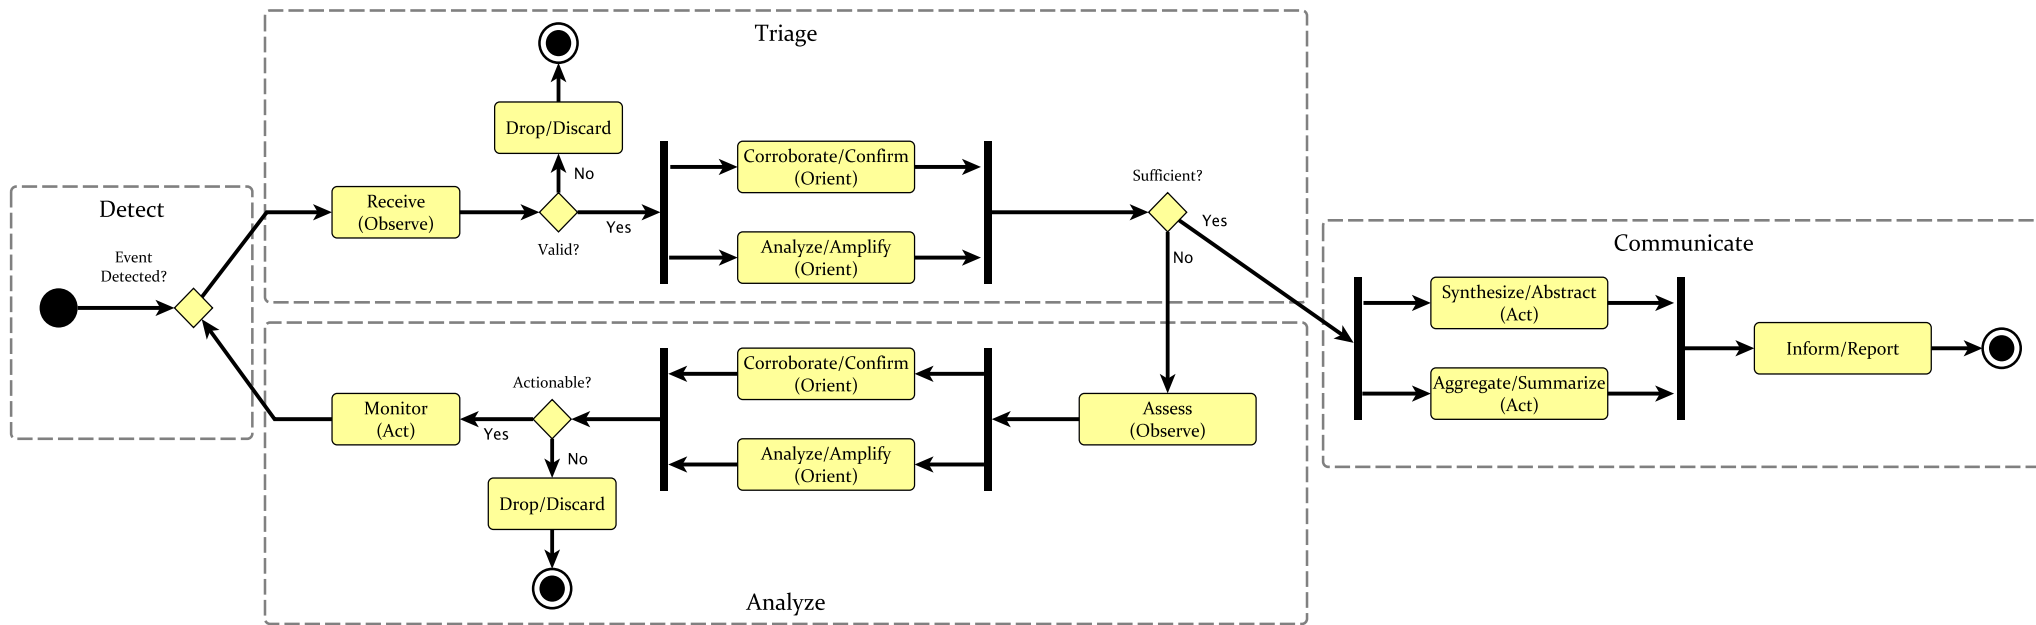 Detect
Event
Detected?
Triage
Drop/Discard
No
Receive
(Observe)
Valid?
Yes
Corroborate/Confirm
(Orient)
Analyze/Amplify
(Orient)
Sufficient?
Yes
No
Communicate
Synthesize/Abstract
(Act)
Aggregate/Summarize
(Act)
Inform/Report
Assess
(Observe)
Corroborate/Confirm
(Orient)
Analyze/Amplify
(Orient)
Actionable?
Yes
No
Monitor
(Act)
Drop/Discard
Analyze